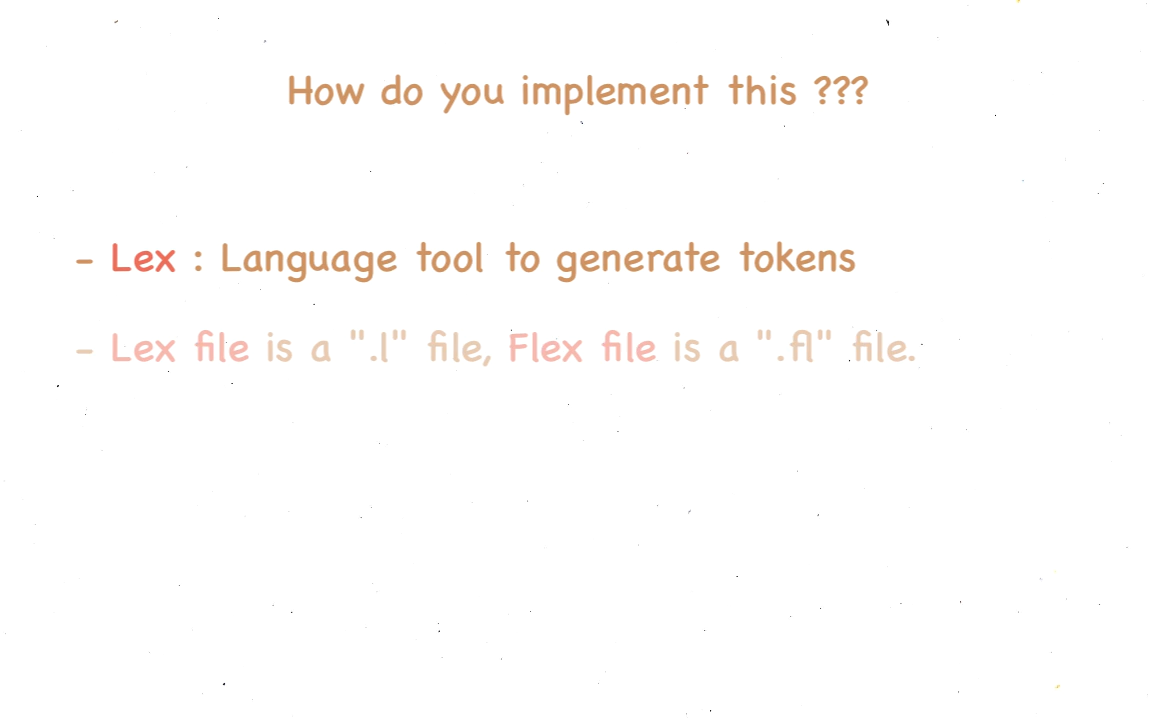 How do you implement this ???
- Lex : Language tool to generate tokens
- Lex file is a ".l" file, Flex file is a ".fl" file.